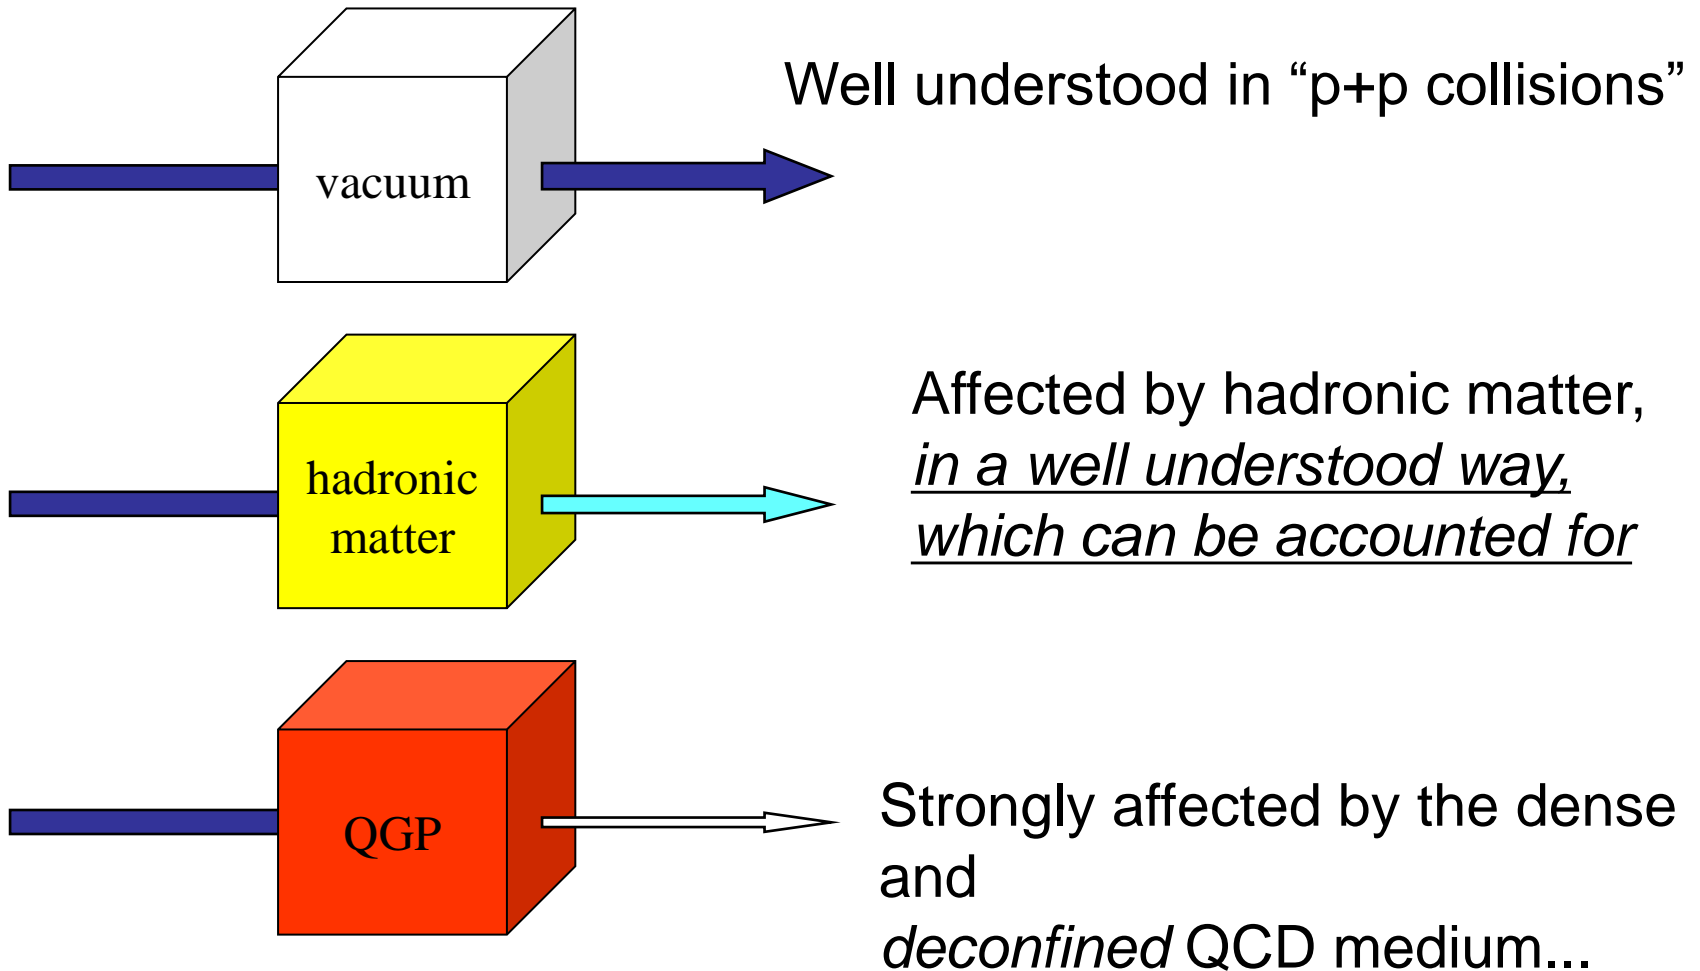 vacuum
Well understood in “p+p collisions”
hadronic
matter
Affected by hadronic matter,
in a well understood way,
which can be accounted for
QGP
Strongly affected by the dense
and
deconfined QCD medium...